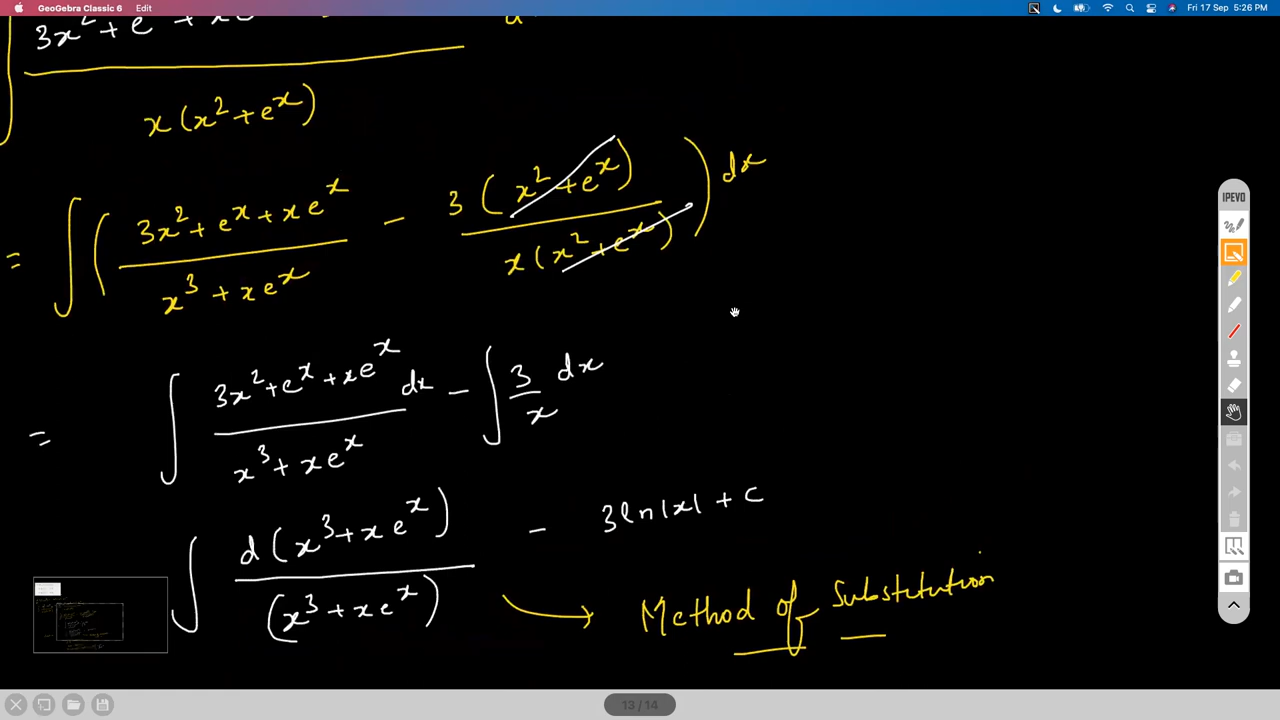 GeoGebra Classic 6 Edit Fri 17 Sep 5:26 PM
3x² + e
x(x² + eˣ)
= ∫ ( (3x² + eˣ + xeˣ) / (x³ + xeˣ) - 3(x² + eˣ) / x(x² + eˣ) ) dx
IPEVO
= ∫ (3x² + eˣ + xeˣ) / (x³ + xeˣ) dx - ∫ 3/x dx
∫ d(x³ + xeˣ) / (x³ + xeˣ) - 3ln|x| + c
Method of Substitution
13 / 14